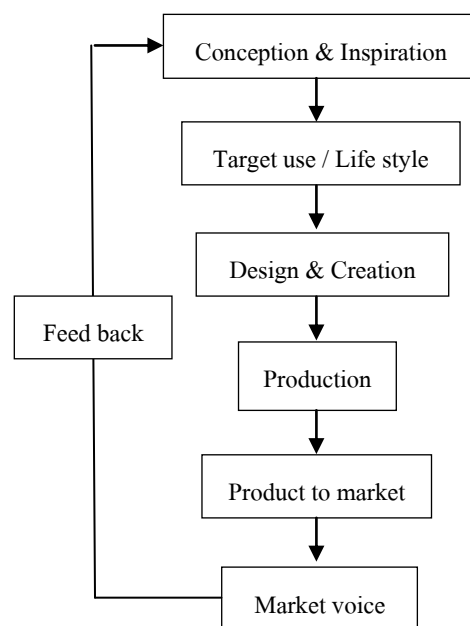 Conception & Inspiration
Target use / Life style
Design & Creation
Feed back
Production
Product to market
Market voice